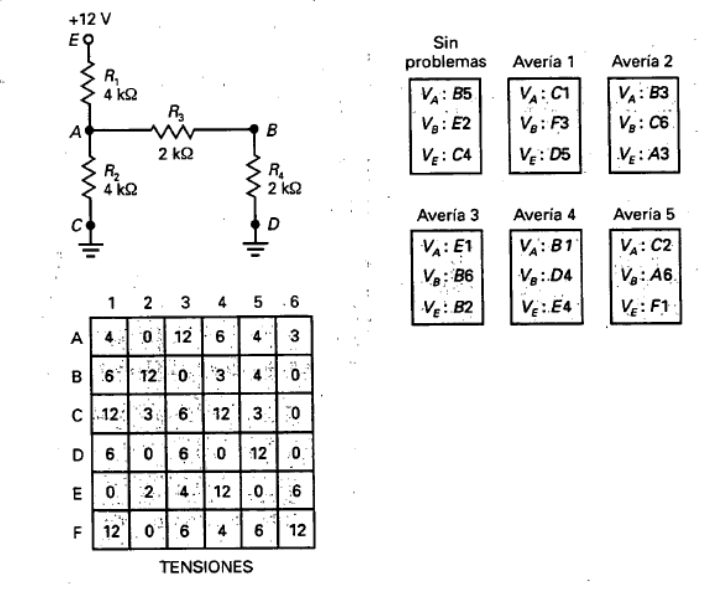 +12 V
E
R1
4 kΩ
R3
A
B
2 kΩ
R2
4 kΩ
R4
2 kΩ
C
D
1 2 3 4 5 6
A 4 0 12 6 4 3
B 6 12 0 3 4 0
C 12 3 6 12 3 0
D 6 0 6 0 12 0
E 0 2 4 12 0 6
F 12 0 6 4 6 12
TENSIONES
Sin
problemas
VA: B5
VB: E2
VE: C4
Avería 1
VA: C1
VB: F3
VE: D5
Avería 2
VA: B3
VB: C6
VE: A3
Avería 3
VA: E1
VB: B6
VE: B2
Avería 4
VA: B1
VB: D4
VE: E4
Avería 5
VA: C2
VB: A6
VE: F1